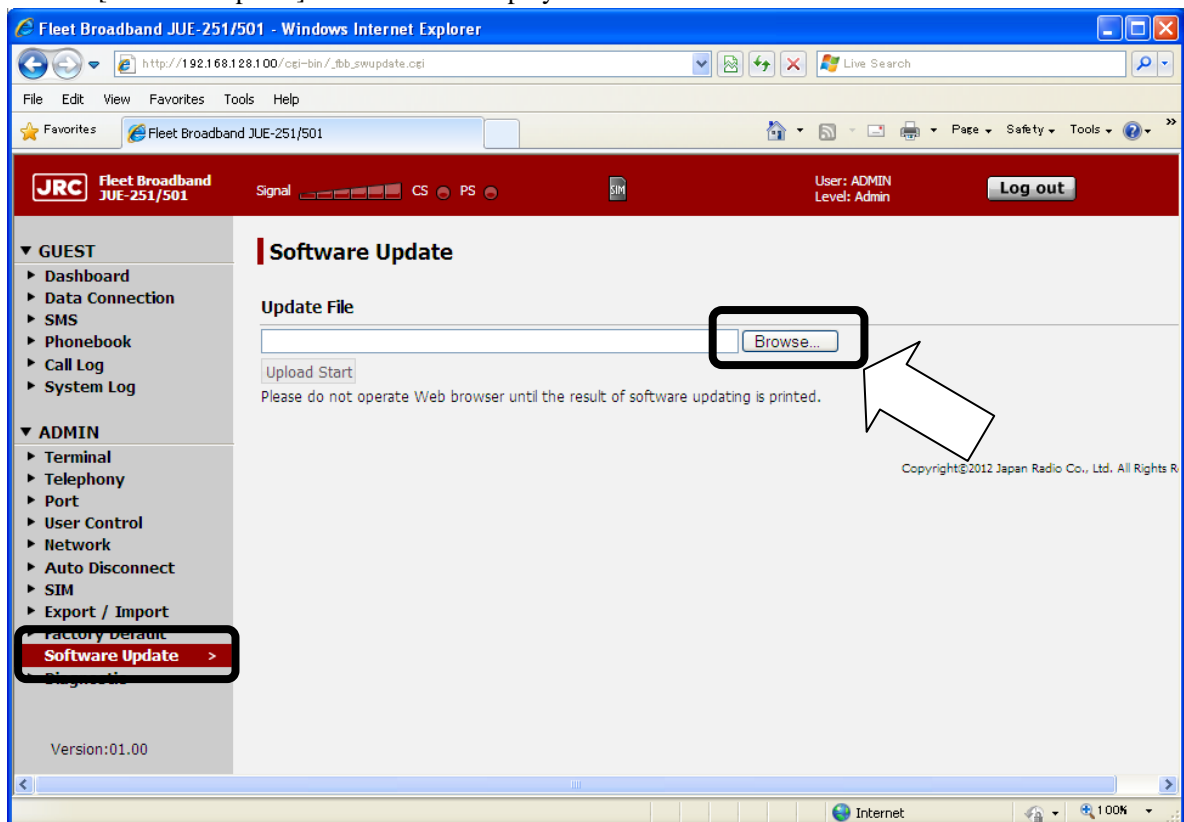 Fleet Broadband JUE-251/501 - Windows Internet Explorer
http://192.168.128.100/cgi-bin/_fbb_swupdate.cgi
Live Search
File Edit View Favorites Tools Help
Favorites Fleet Broadband JUE-251/501 Page Safety Tools »
JRC Fleet Broadband JUE-251/501
Signal CS PS SIM
User: ADMIN
Level: Admin
Log out
GUEST
Dashboard
Data Connection
SMS
Phonebook
Call Log
System Log
ADMIN
Terminal
Telephony
Port
User Control
Network
Auto Disconnect
SIM
Export / Import
Factory Default
Software Update >
Diagnostic
Version:01.00
Software Update
Update File
Browse...
Upload Start
Please do not operate Web browser until the result of software updating is printed.
Copyright©2012 Japan Radio Co., Ltd. All Rights R
Internet 100%